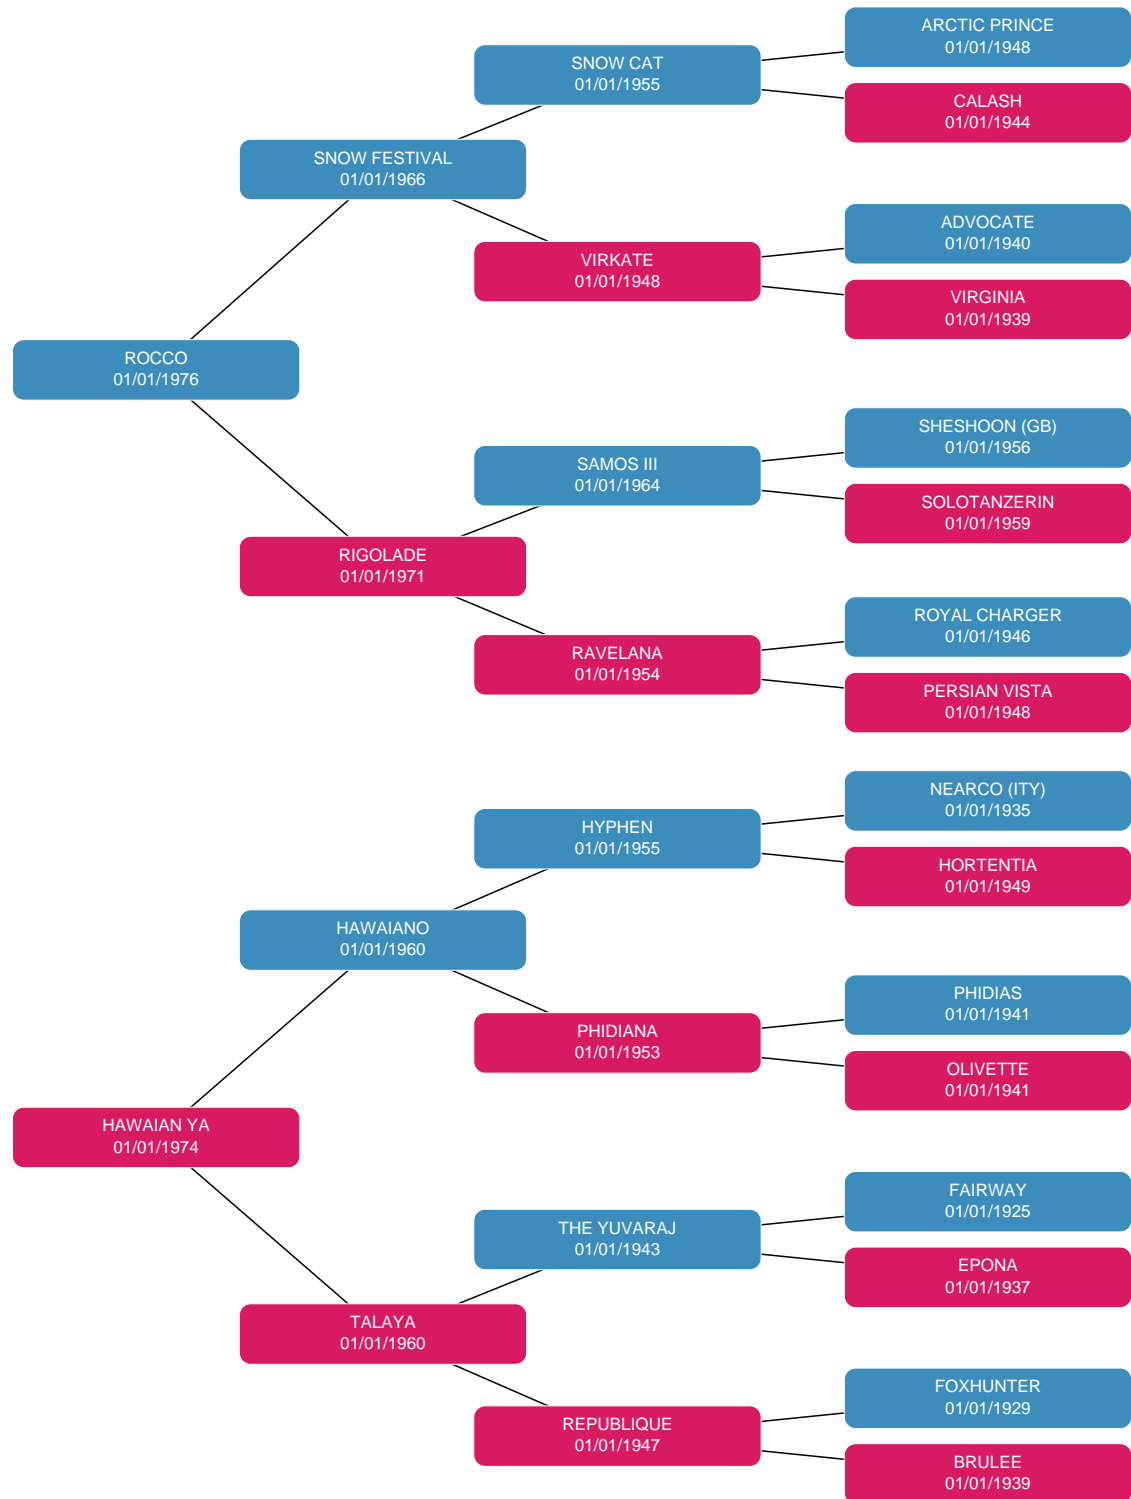 ARCTIC PRINCE
01/01/1948
SNOW CAT
01/01/1955
CALASH
01/01/1944
SNOW FESTIVAL
01/01/1966
ADVOCATE
01/01/1940
VIRKATE
01/01/1948
VIRGINIA
01/01/1939
ROCCO
01/01/1976
SHESHOON (GB)
01/01/1956
SAMOS III
01/01/1964
SOLOTANZERIN
01/01/1959
RIGOLADE
01/01/1971
ROYAL CHARGER
01/01/1946
RAVELANA
01/01/1954
PERSIAN VISTA
01/01/1948
NEARCO (ITY)
01/01/1935
HYPHEN
01/01/1955
HORTENTIA
01/01/1949
HAWAIANO
01/01/1960
PHIDIAS
01/01/1941
PHIDIANA
01/01/1953
OLIVETTE
01/01/1941
HAWAIAN YA
01/01/1974
FAIRWAY
01/01/1925
THE YUVARAJ
01/01/1943
EPONA
01/01/1937
TALAYA
01/01/1960
FOXHUNTER
01/01/1929
REPUBLIQUE
01/01/1947
BRULEE
01/01/1939